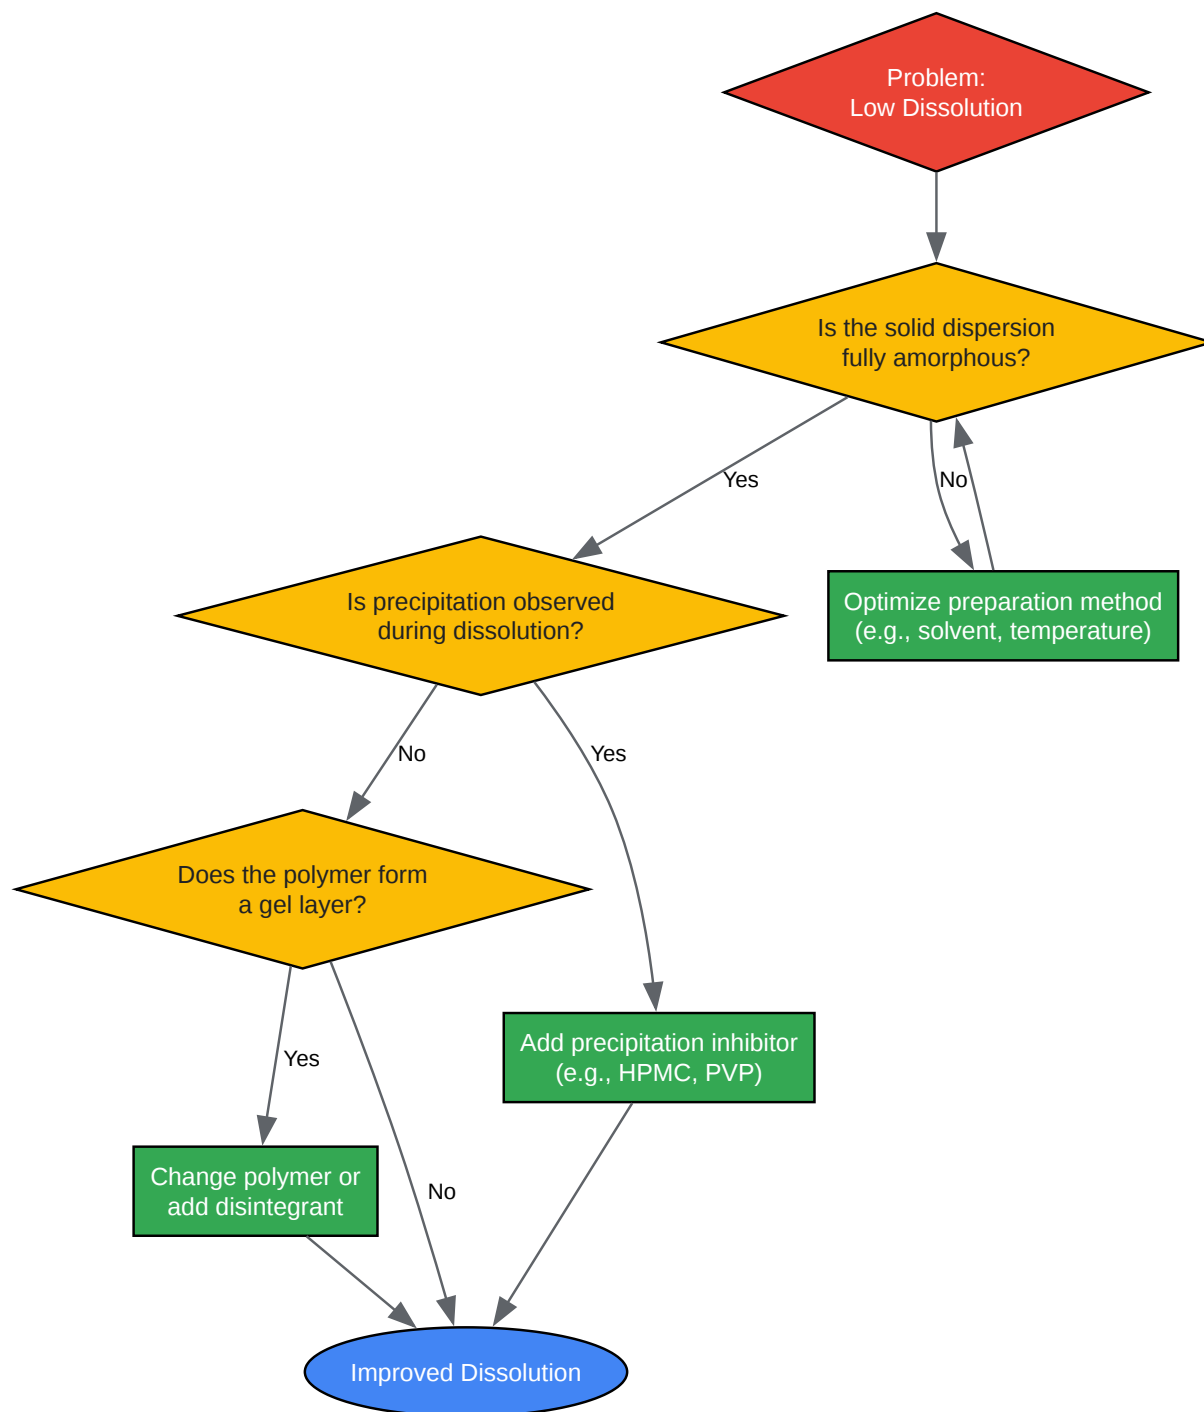 Problem:
Low Dissolution
Is the solid dispersion
fully amorphous?
Yes
No
Is precipitation observed
during dissolution?
Optimize preparation method
(e.g., solvent, temperature)
No
Yes
Does the polymer form
a gel layer?
Add precipitation inhibitor
(e.g., HPMC, PVP)
Yes
Change polymer or
add disintegrant
No
Improved Dissolution